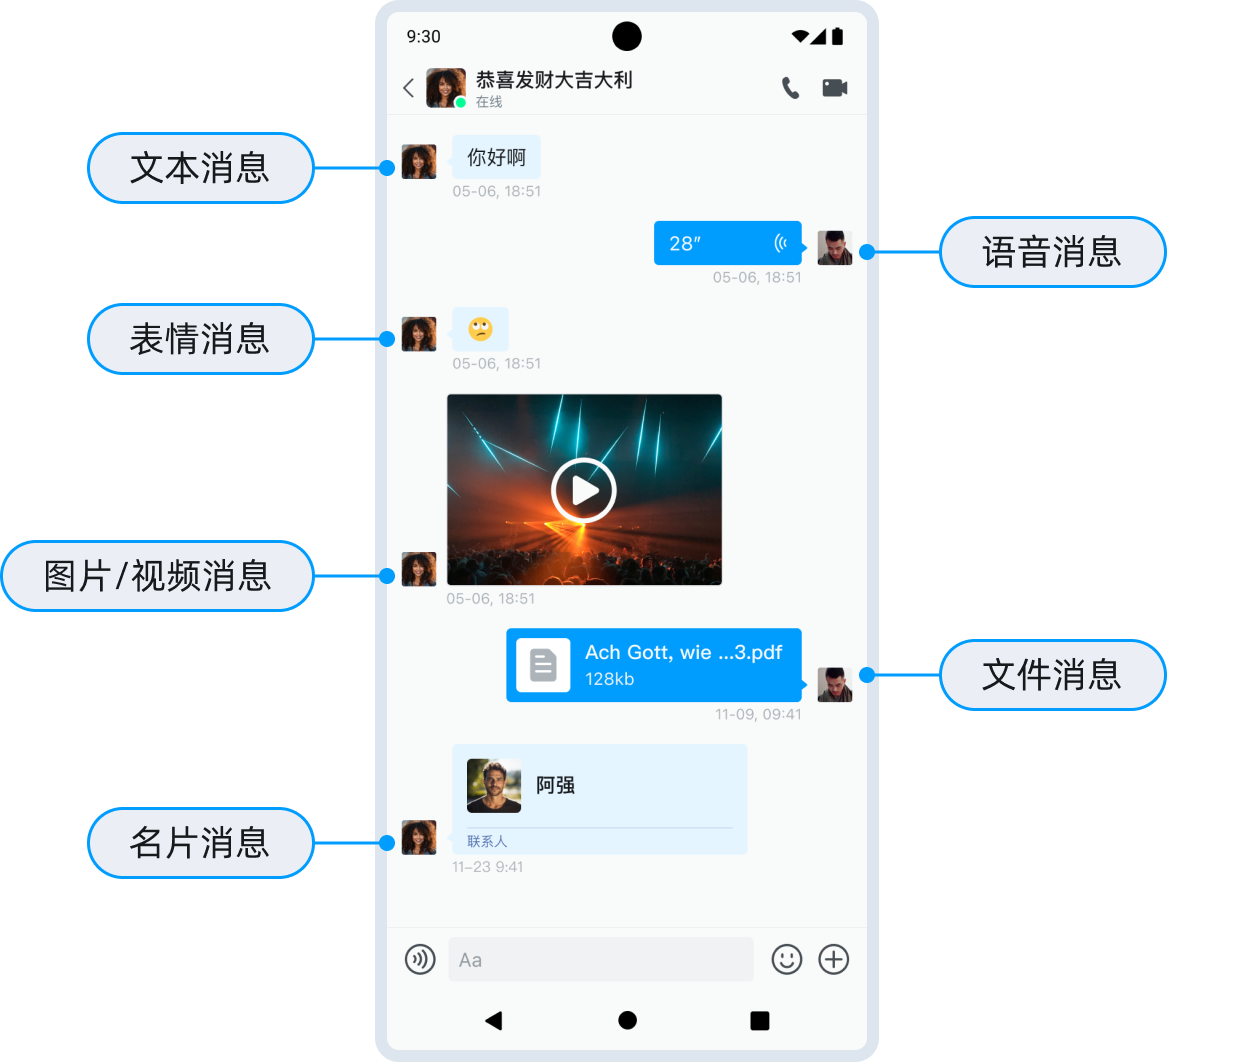 9:30
恭喜发财大吉大利
在线
文本消息
你好啊
05-06, 18:51
28"
语音消息
05-06, 18:51
表情消息
05-06, 18:51
图片/视频消息
05-06, 18:51
Ach Gott, wie ...3.pdf
128kb
文件消息
11-09, 09:41
阿强
名片消息
联系人
11–23 9:41
Aa